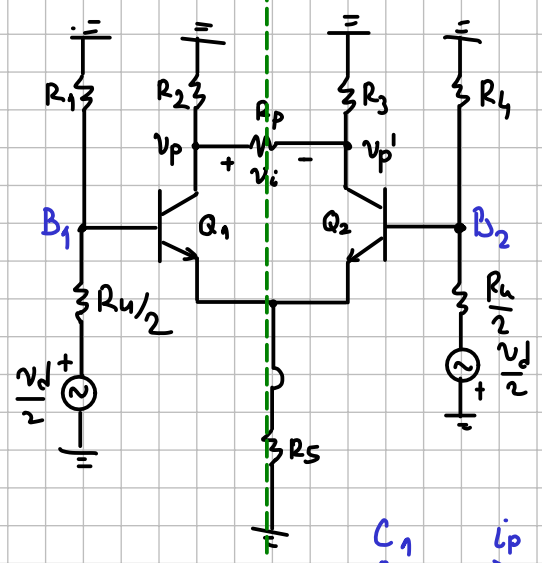 R1 R2 R3 R4
Rp
vp + vi − vp'
B1 Q1 Q2 B2
Ru/2 Ru/2
vd/2 + vd/2 +
R5
C1 ip